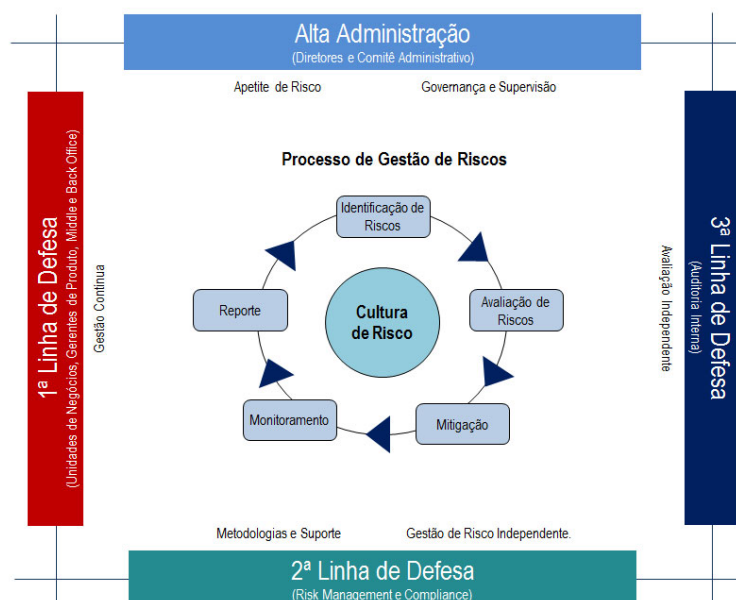 Alta Administração
(Diretores e Comitê Administrativo)
Apetite de Risco
Governança e Supervisão
1ª Linha de Defesa
(Unidades de Negócios, Gerentes de Produto, Middle e Back Office)
Gestão Contínua
Processo de Gestão de Riscos
Identificação de
Riscos
Avaliação de
Riscos
Mitigação
Monitoramento
Reporte
Cultura
de Risco
Avaliação Independente
3ª Linha de Defesa
(Auditoria Interna)
Metodologias e Suporte
Gestão de Risco Independente.
2ª Linha de Defesa
(Risk Management e Compliance)